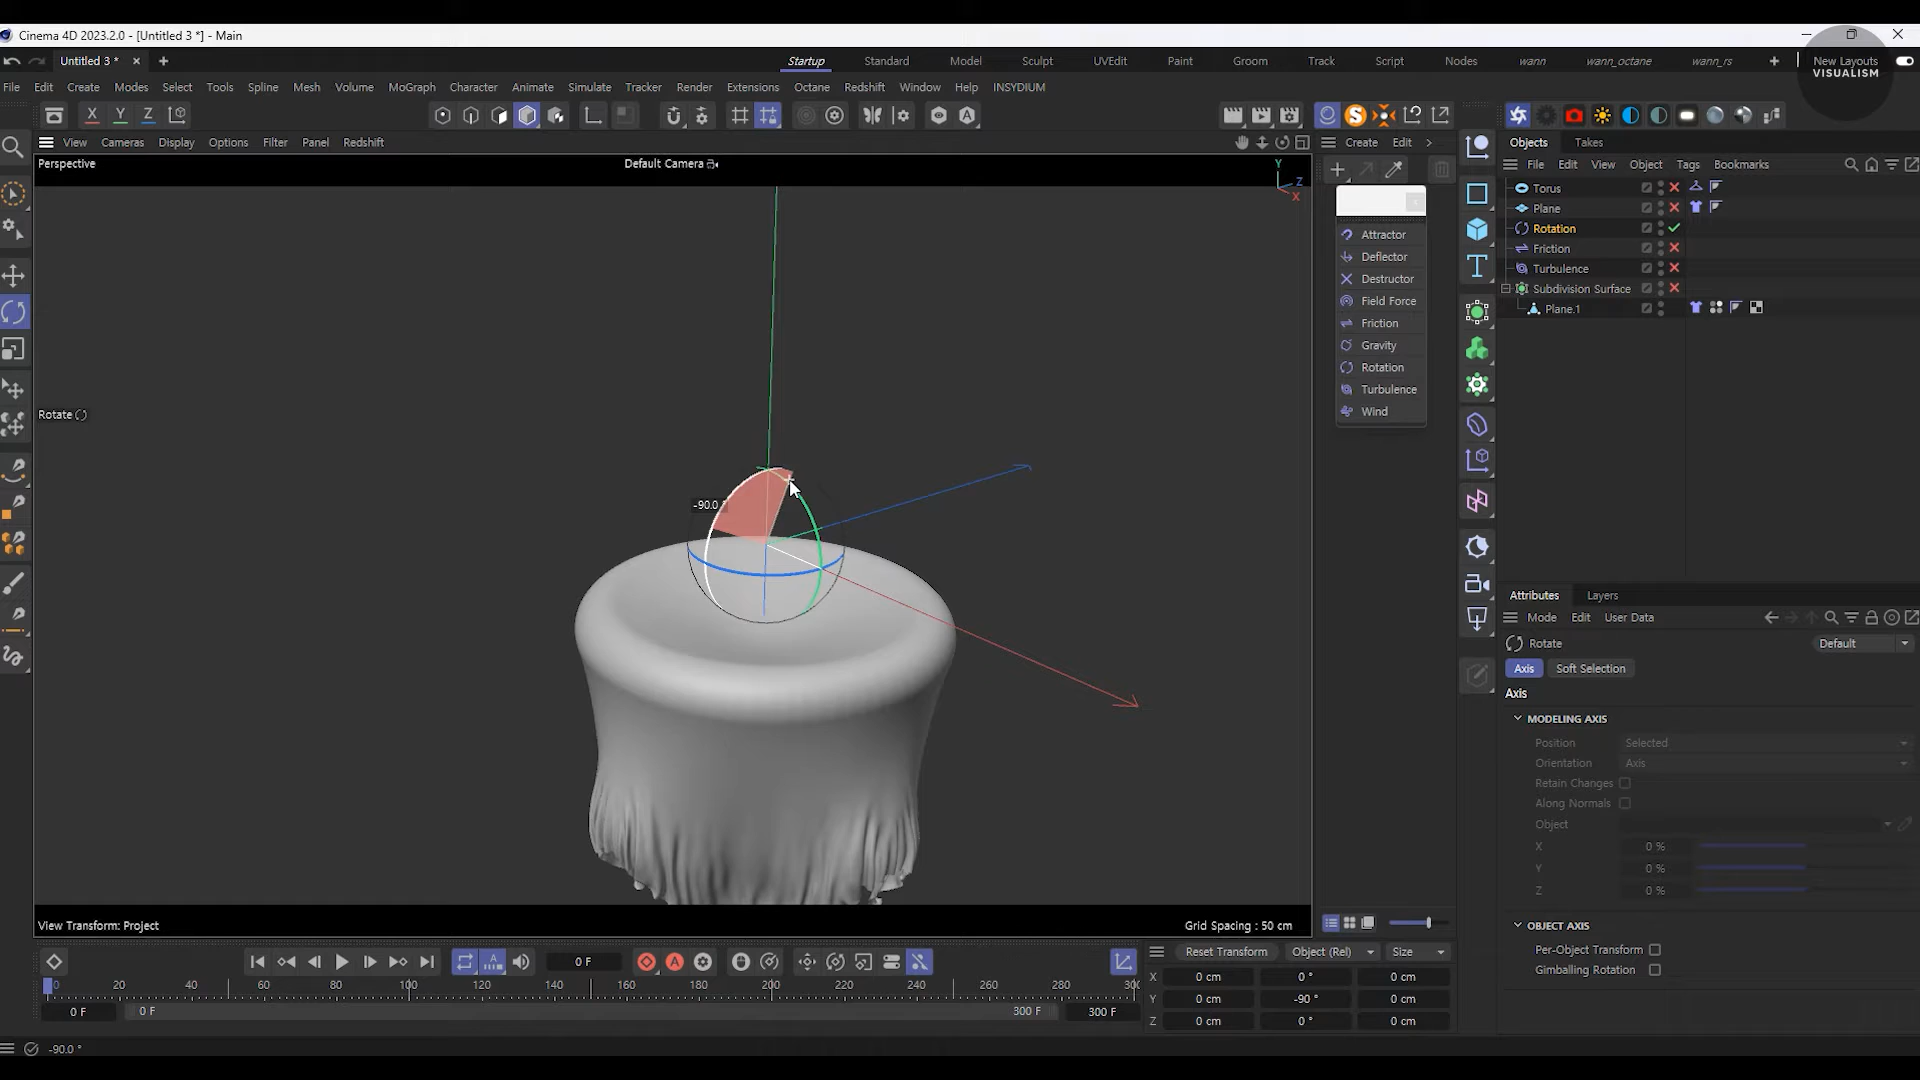 Cinema 4D 2023.2.0 - [Untitled 3 *] - Main
Untitled 3 *
Startup
Standard
Model
Sculpt
UVEdit
Paint
Groom
Track
Script
Nodes
wann
wann_octane
wann_rs
New Layouts
VISUALISM
File Edit Create Modes Select Tools Spline Mesh Volume MoGraph Character Animate Simulate Tracker Render Extensions Octane Redshift Window Help INSYDIUM
X Y Z
View Cameras Display Options Filter Panel Redshift
Create Edit
Objects Takes
Perspective
Default Camera
Y
Z
X
File Edit View Object Tags Bookmarks
Torus
Plane
Rotation
Friction
Turbulence
Subdivision Surface
Plane.1
Attractor
Deflector
Destructor
Field Force
Friction
Gravity
Rotation
Turbulence
Wind
Rotate
-90.0 °
Attributes Layers
Mode Edit User Data
Rotate
Default
Axis Soft Selection
Axis
MODELING AXIS
Position Selected
Orientation Axis
Retain Changes
Along Normals
Object
X 0 %
Y 0 %
Z 0 %
OBJECT AXIS
Per-Object Transform
Gimballing Rotation
View Transform: Project
Grid Spacing : 50 cm
0 F
Reset Transform Object (Rel) Size
X 0 cm 0 ° 0 cm
Y 0 cm -90 ° 0 cm
Z 0 cm 0 ° 0 cm
0 20 40 60 80 100 120 140 160 180 200 220 240 260 280 300
0 F 0 F 300 F 300 F
-90.0 °